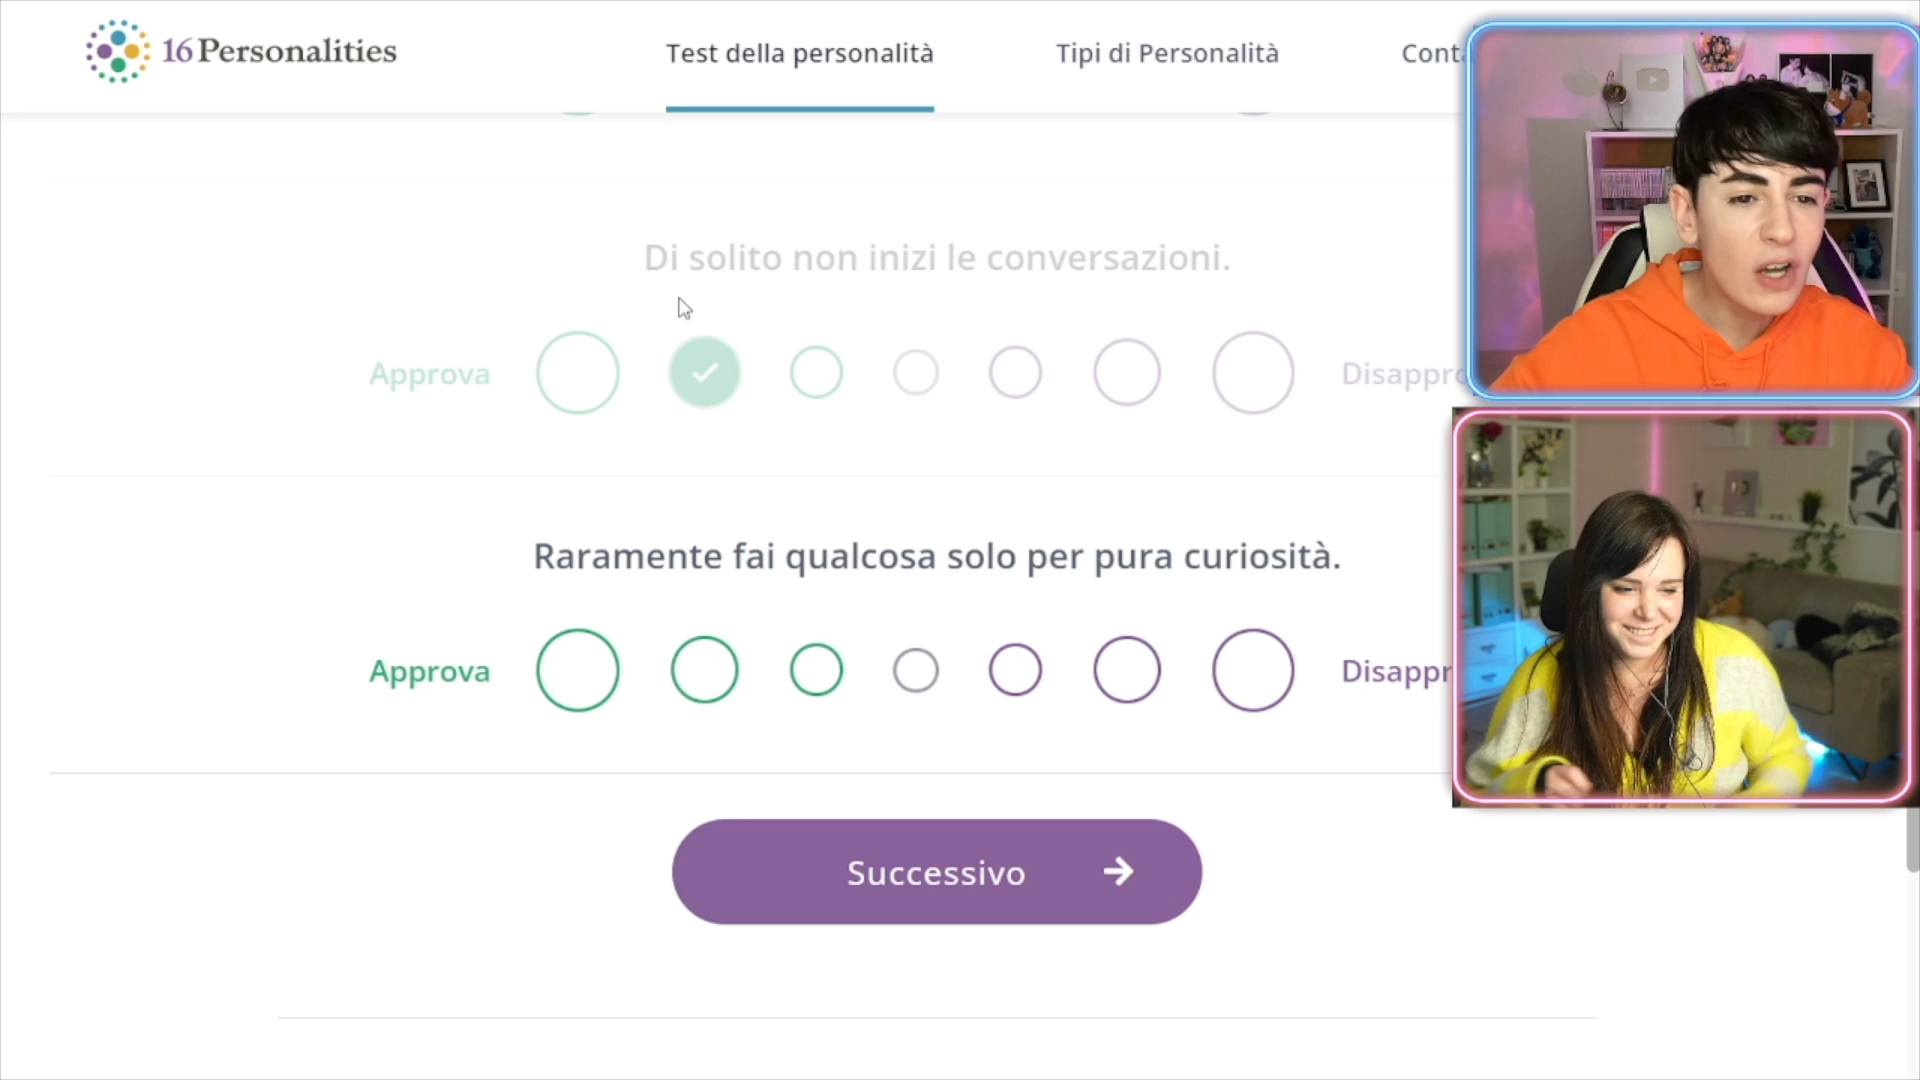 16Personalities
Test della personalità
Tipi di Personalità
Di solito non inizi le conversazioni.
Approva
Raramente fai qualcosa solo per pura curiosità.
Approva
Successivo